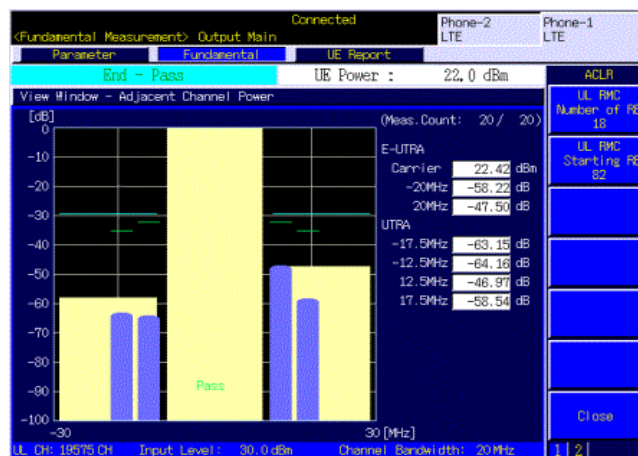 Connected
Phone-2
LTE
Phone-1
LTE
<Fundamental Measurement> Output Main
Parameter
Fundamental
UE Report
End - Pass
UE Power : 22.0 dBm
ACLR
View Window - Adjacent Channel Power
UL RMC
Number of RB
18
UL RMC
Starting RB
82
Close
1 2
[dB]
0
-10
-20
-30
-40
-50
-60
-70
-80
-90
-100
-30
30 [MHz]
Pass
(Meas.Count: 20/ 20)
E-UTRA
Carrier 22.42 dBm
-20MHz -58.22 dB
20MHz -47.50 dB
UTRA
-17.5MHz -63.15 dB
-12.5MHz -64.16 dB
12.5MHz -46.97 dB
17.5MHz -58.54 dB
UL CH: 19575 CH Input Level: 30.0 dBm Channel Bandwidth: 20 MHz